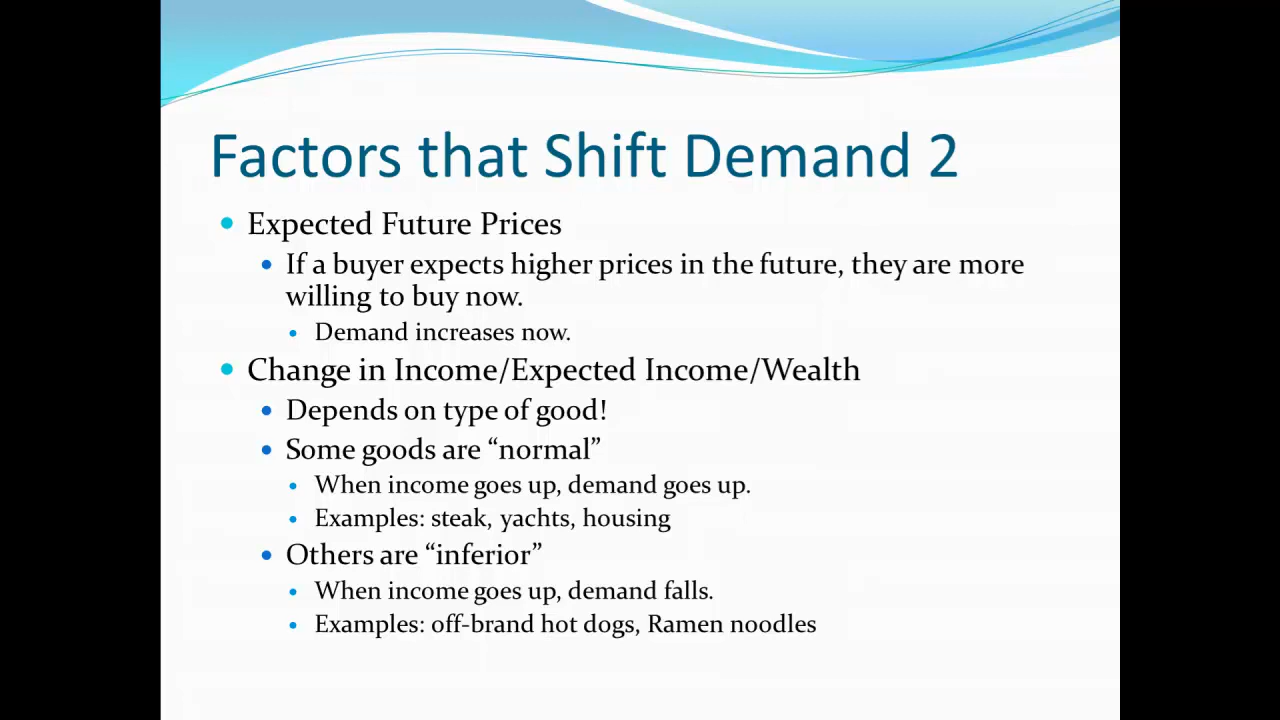 Factors that Shift Demand 2
Expected Future Prices
If a buyer expects higher prices in the future, they are more
willing to buy now.
Demand increases now.
Change in Income/Expected Income/Wealth
Depends on type of good!
Some goods are “normal”
When income goes up, demand goes up.
Examples: steak, yachts, housing
Others are “inferior”
When income goes up, demand falls.
Examples: off-brand hot dogs, Ramen noodles